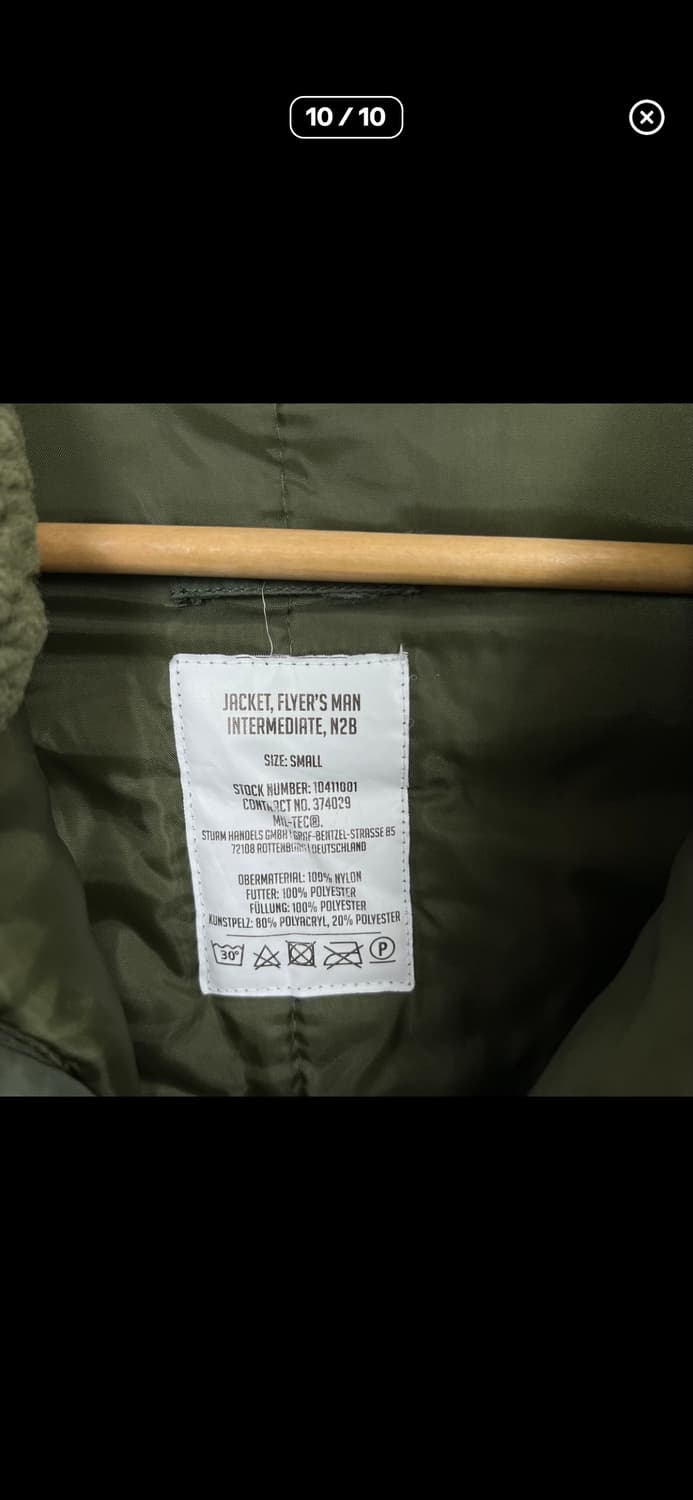 10 / 10
JACKET, FLYER'S MAN
INTERMEDIATE, N2B
SIZE: SMALL
STOCK NUMBER: 10411001
CONTRACT NO. 374029
MIL-TEC®,
STURM HANDELS GMBH | GRAF-BENTZEL-STRASSE 85
72108 ROTTENBURG | DEUTSCHLAND
OBERMATERIAL: 100% NYLON
FUTTER: 100% POLYESTER
FÜLLUNG: 100% POLYESTER
KUNSTPELZ: 80% POLYACRYL, 20% POLYESTER
30° P